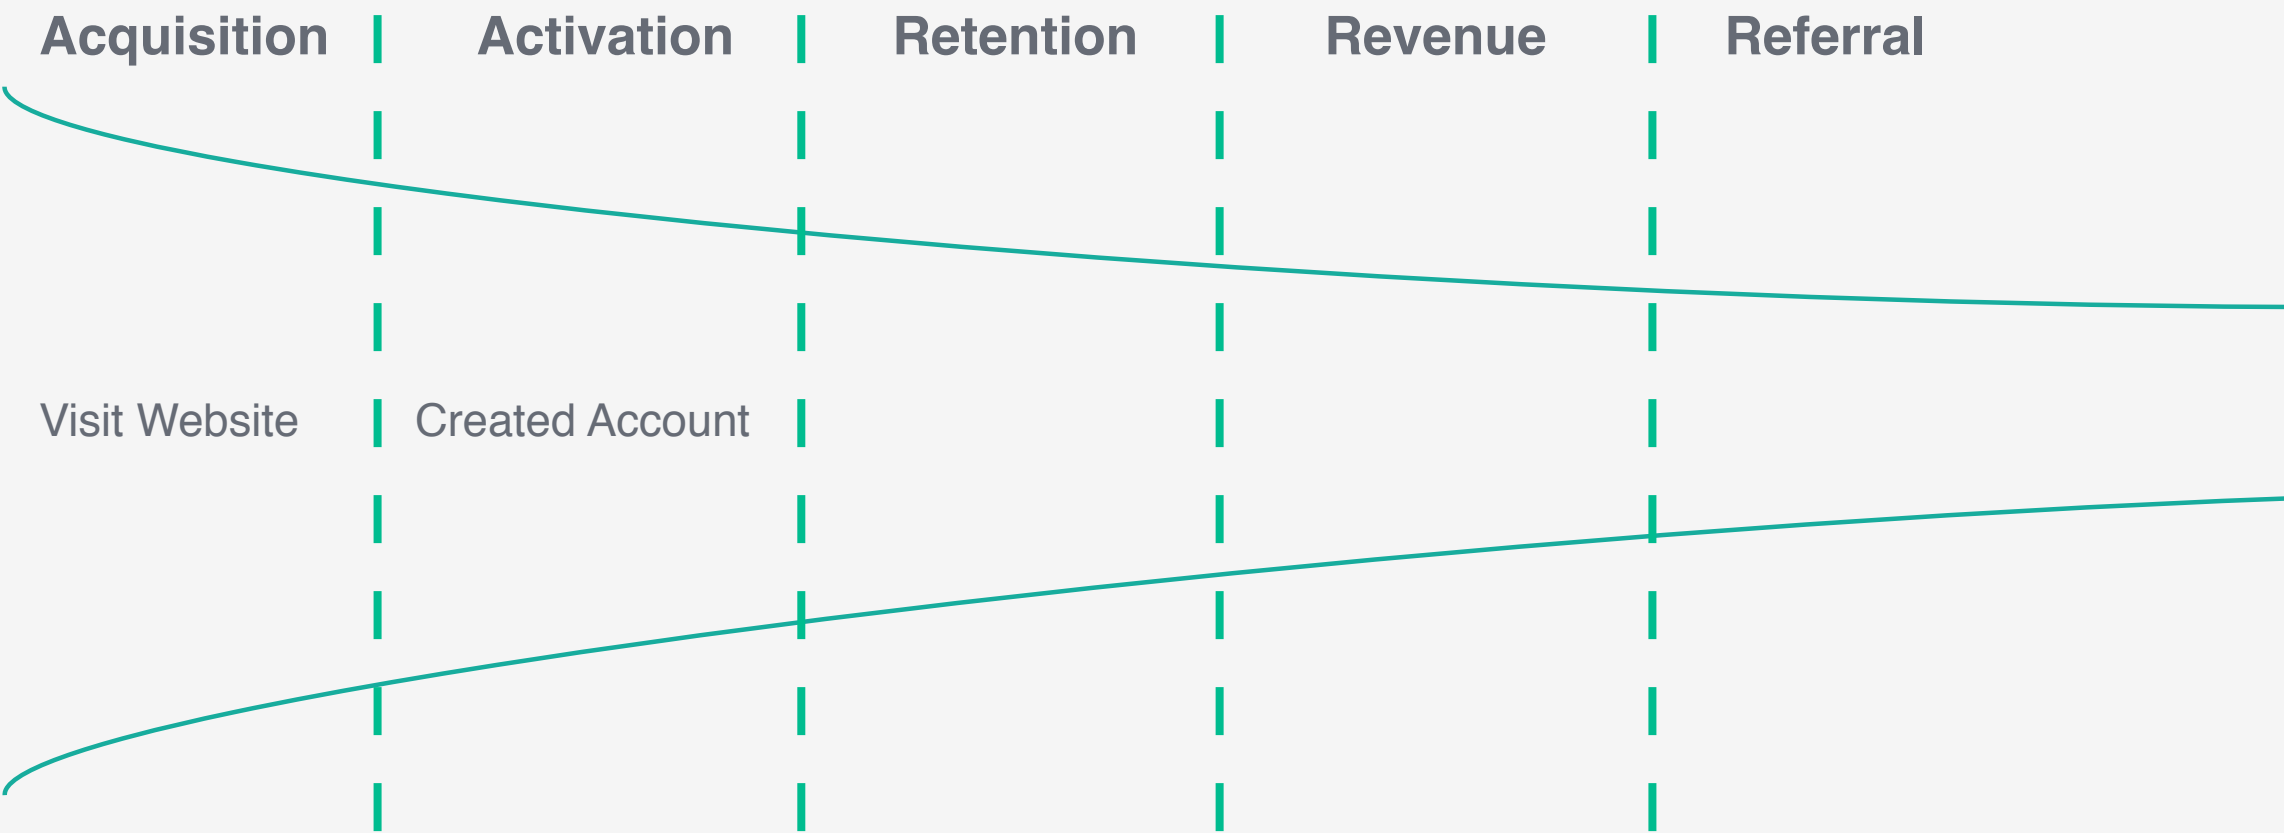 Acquisition Activation Retention Revenue Referral
Visit Website Created Account